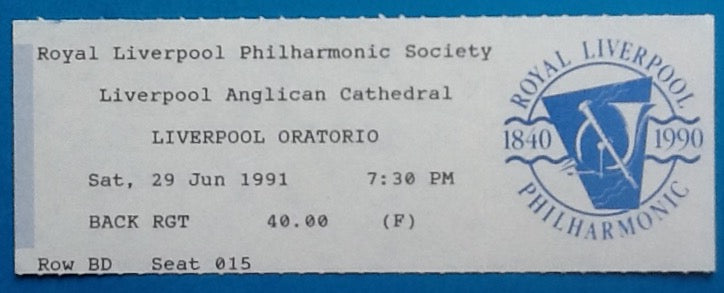 Royal Liverpool Philharmonic Society
Liverpool Anglican Cathedral
LIVERPOOL ORATORIO
Sat, 29 Jun 1991 7:30 PM
BACK RGT 40.00 (F)
Row BD Seat 015
ROYAL LIVERPOOL
1840 1990
PHILHARMONIC